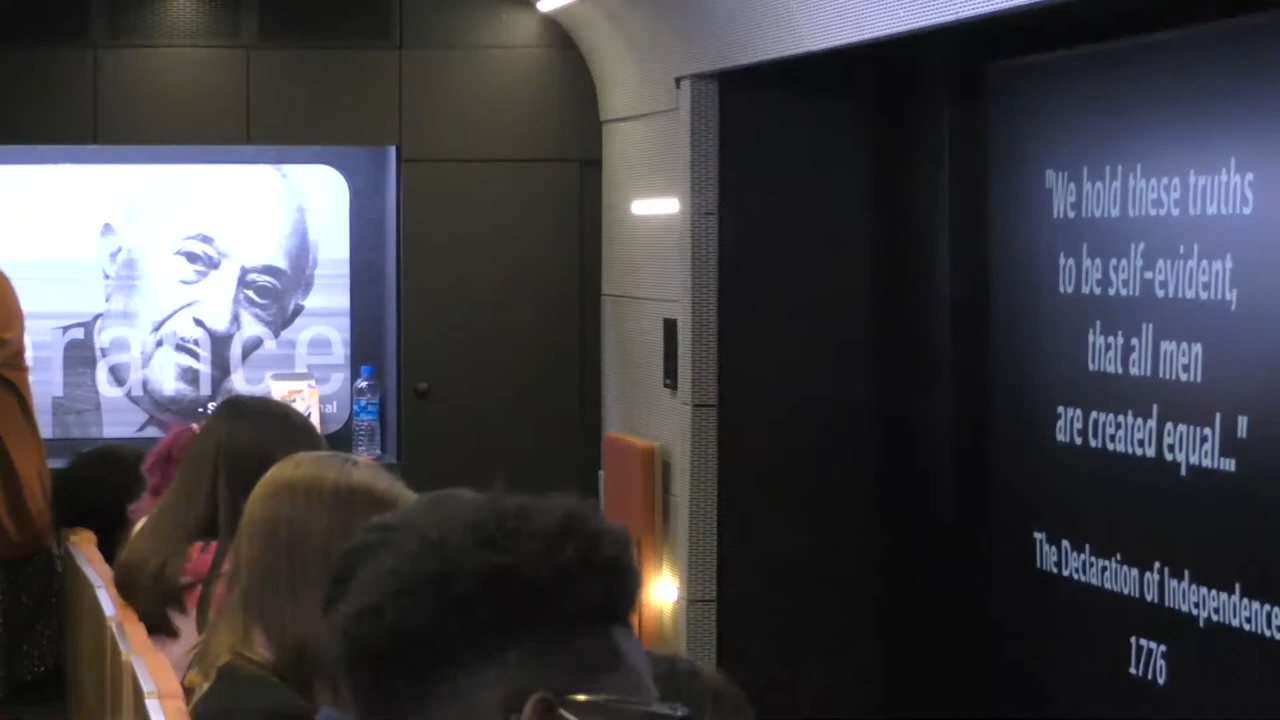 erance
"We hold these truths
to be self-evident,
that all men
are created equal..."
The Declaration of Independence
1776